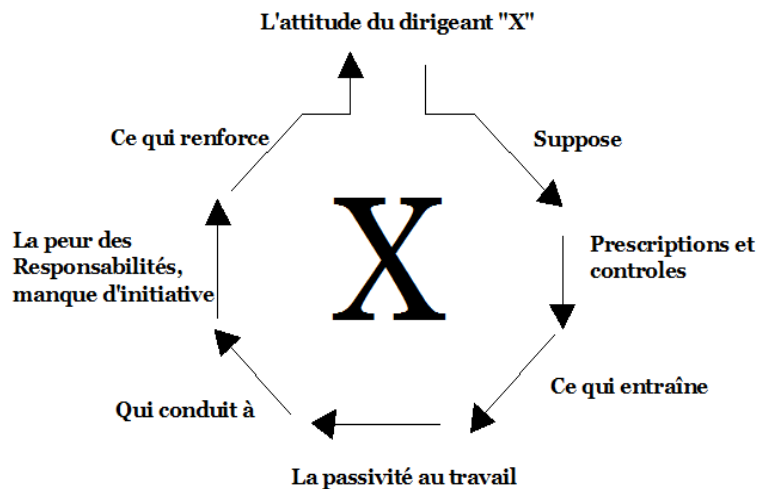 L'attitude du dirigeant "X"
Suppose
Prescriptions et
controles
Ce qui entraîne
La passivité au travail
Qui conduit à
La peur des
Responsabilités,
manque d'initiative
Ce qui renforce
X